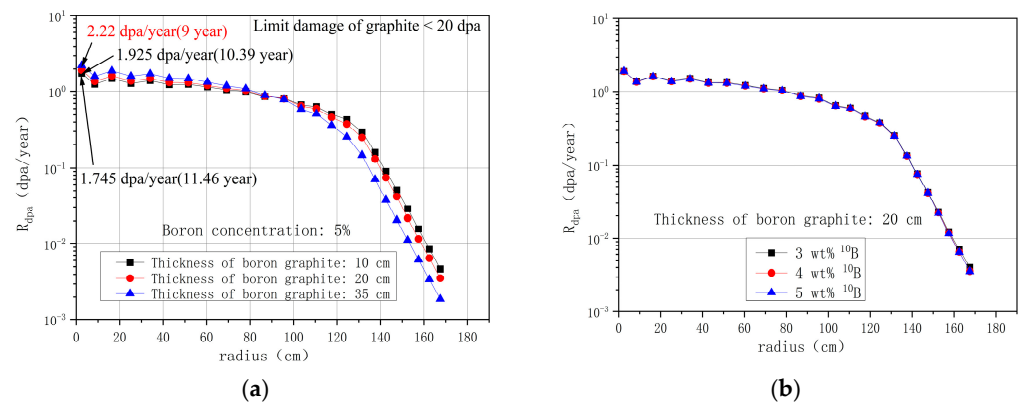 Limit damage of graphite < 20 dpa
2.22 dpa/year(9 year)
1.925 dpa/year(10.39 year)
1.745 dpa/year(11.46 year)
Boron concentration: 5%
Thickness of boron graphite: 10 cm
Thickness of boron graphite: 20 cm
Thickness of boron graphite: 35 cm
10¹
10⁰
10⁻¹
10⁻²
10⁻³
R_dpa (dpa/year)
0 20 40 60 80 100 120 140 160 180
radius (cm)
(a)
Thickness of boron graphite: 20 cm
3 wt% ¹⁰B
4 wt% ¹⁰B
5 wt% ¹⁰B
10¹
10⁰
10⁻¹
10⁻²
10⁻³
R_dpa (dpa/year)
0 20 40 60 80 100 120 140 160 180
radius (cm)
(b)